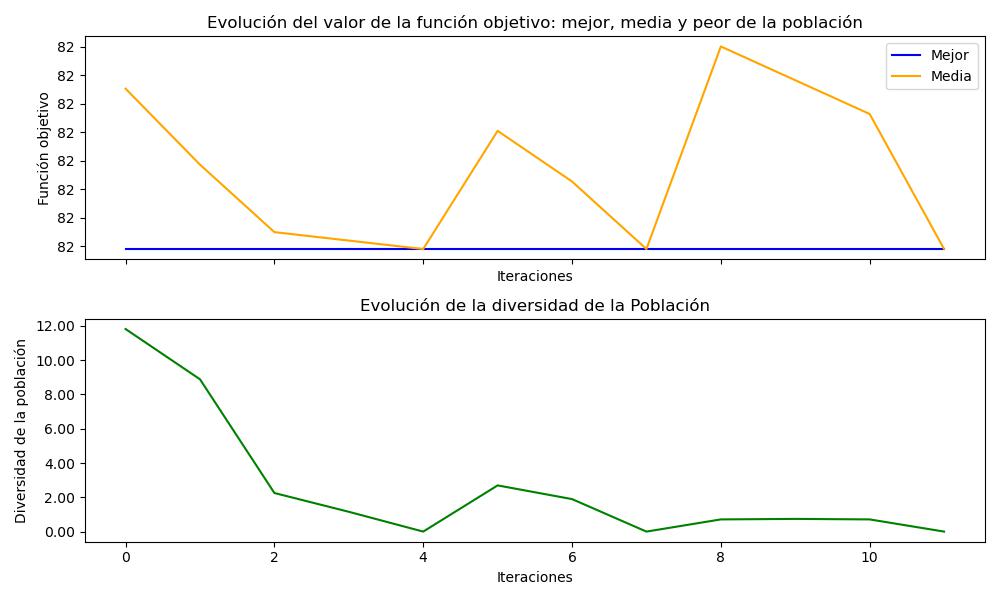 Evolución del valor de la función objetivo: mejor, media y peor de la población
82
82
82
82
82
82
82
82
Función objetivo
Mejor
Media
Iteraciones
Evolución de la diversidad de la Población
12.00
10.00
8.00
6.00
4.00
2.00
0.00
Diversidad de la población
0 2 4 6 8 10
Iteraciones